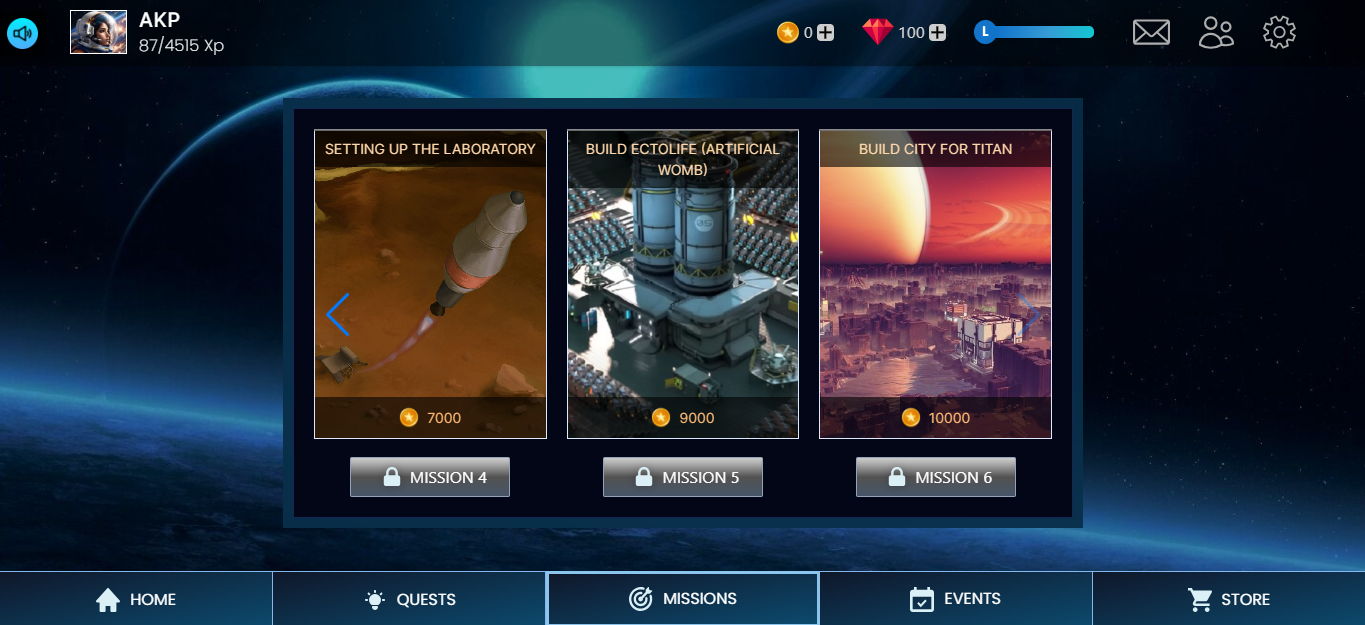 AKP
87/4515 Xp
0
100
L
SETTING UP THE LABORATORY
BUILD ECTOLIFE (ARTIFICIAL
WOMB)
BUILD CITY FOR TITAN
7000
9000
10000
MISSION 4
MISSION 5
MISSION 6
HOME
QUESTS
MISSIONS
EVENTS
STORE